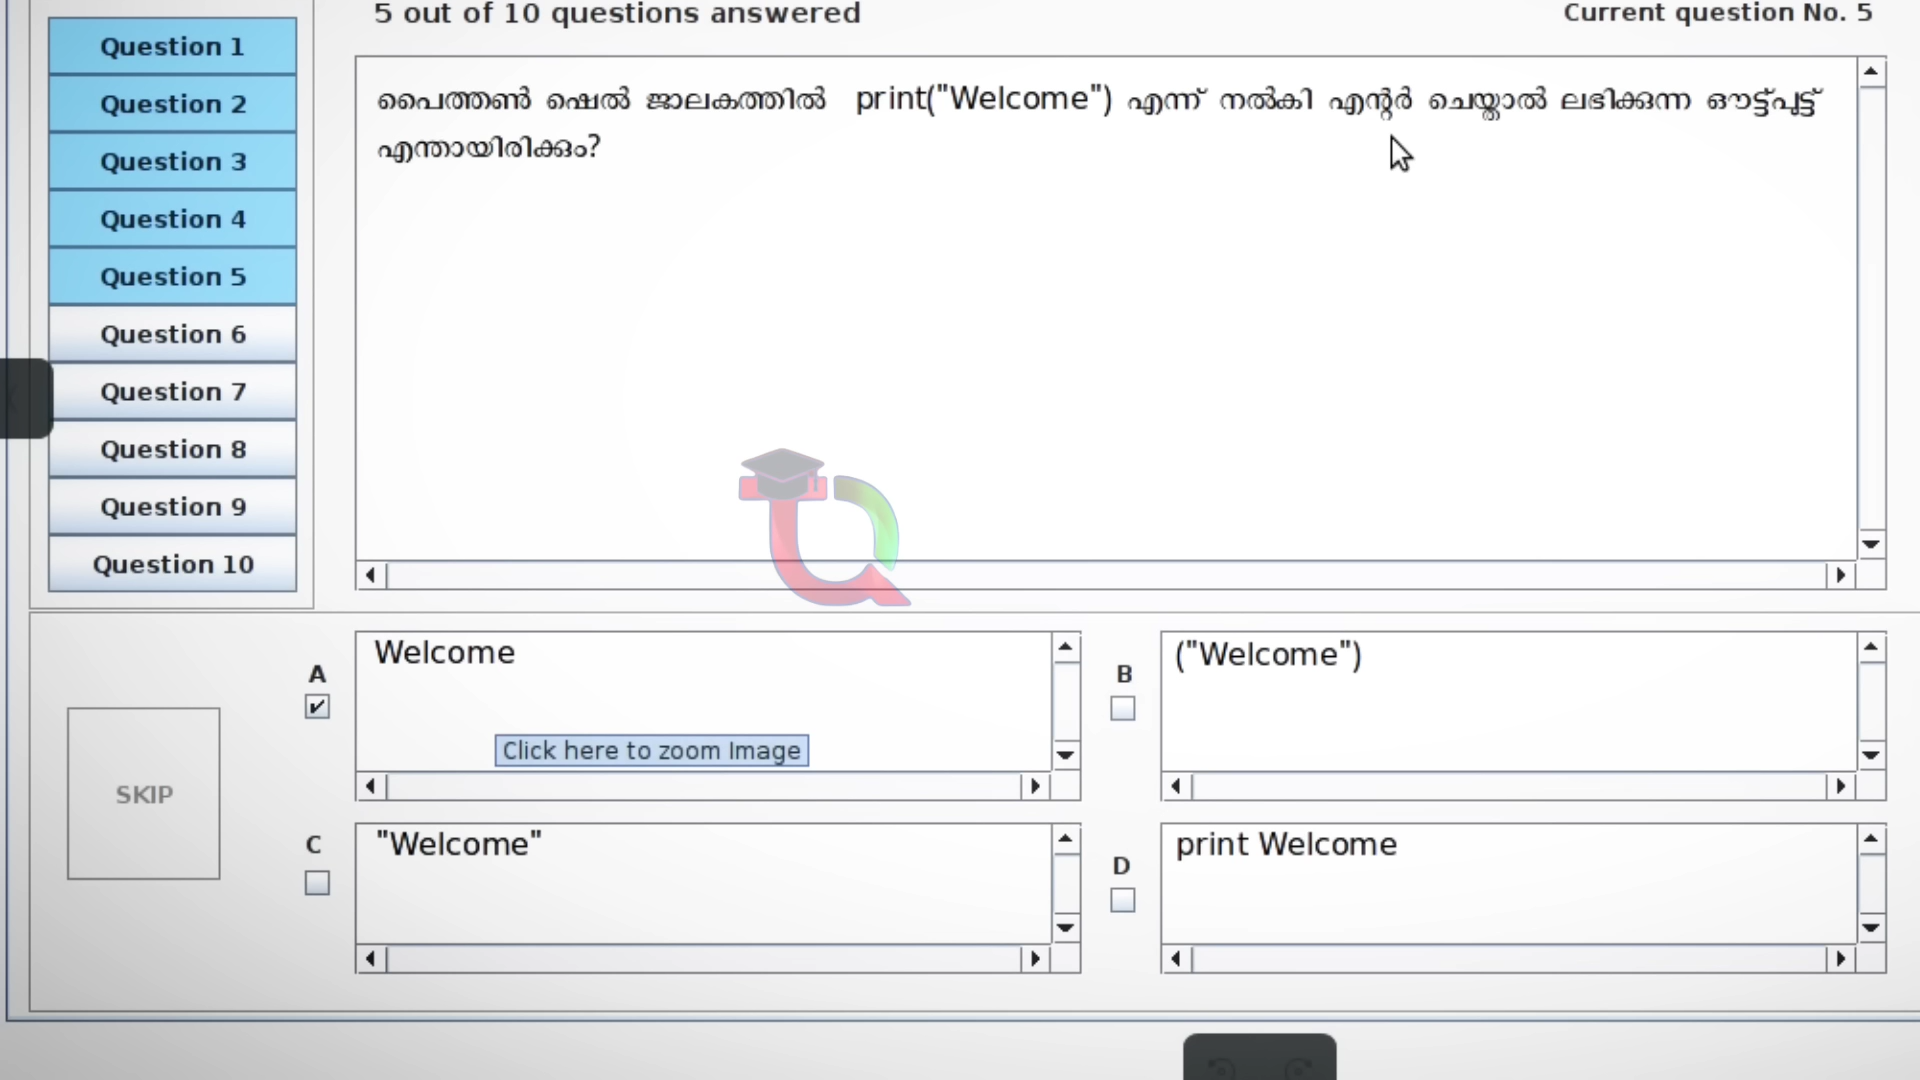 5 out of 10 questions answered
Current question No. 5
Question 1
Question 2
Question 3
Question 4
Question 5
Question 6
Question 7
Question 8
Question 9
Question 10
പൈത്തൺ ഷെൽ ജാലകത്തിൽ print("Welcome") എന്ന് നൽകി എന്റർ ചെയ്താൽ ലഭിക്കുന്ന ഔട്ട്പുട്ട്
എന്തായിരിക്കും?
SKIP
A
Welcome
Click here to zoom Image
B
("Welcome")
C
"Welcome"
D
print Welcome